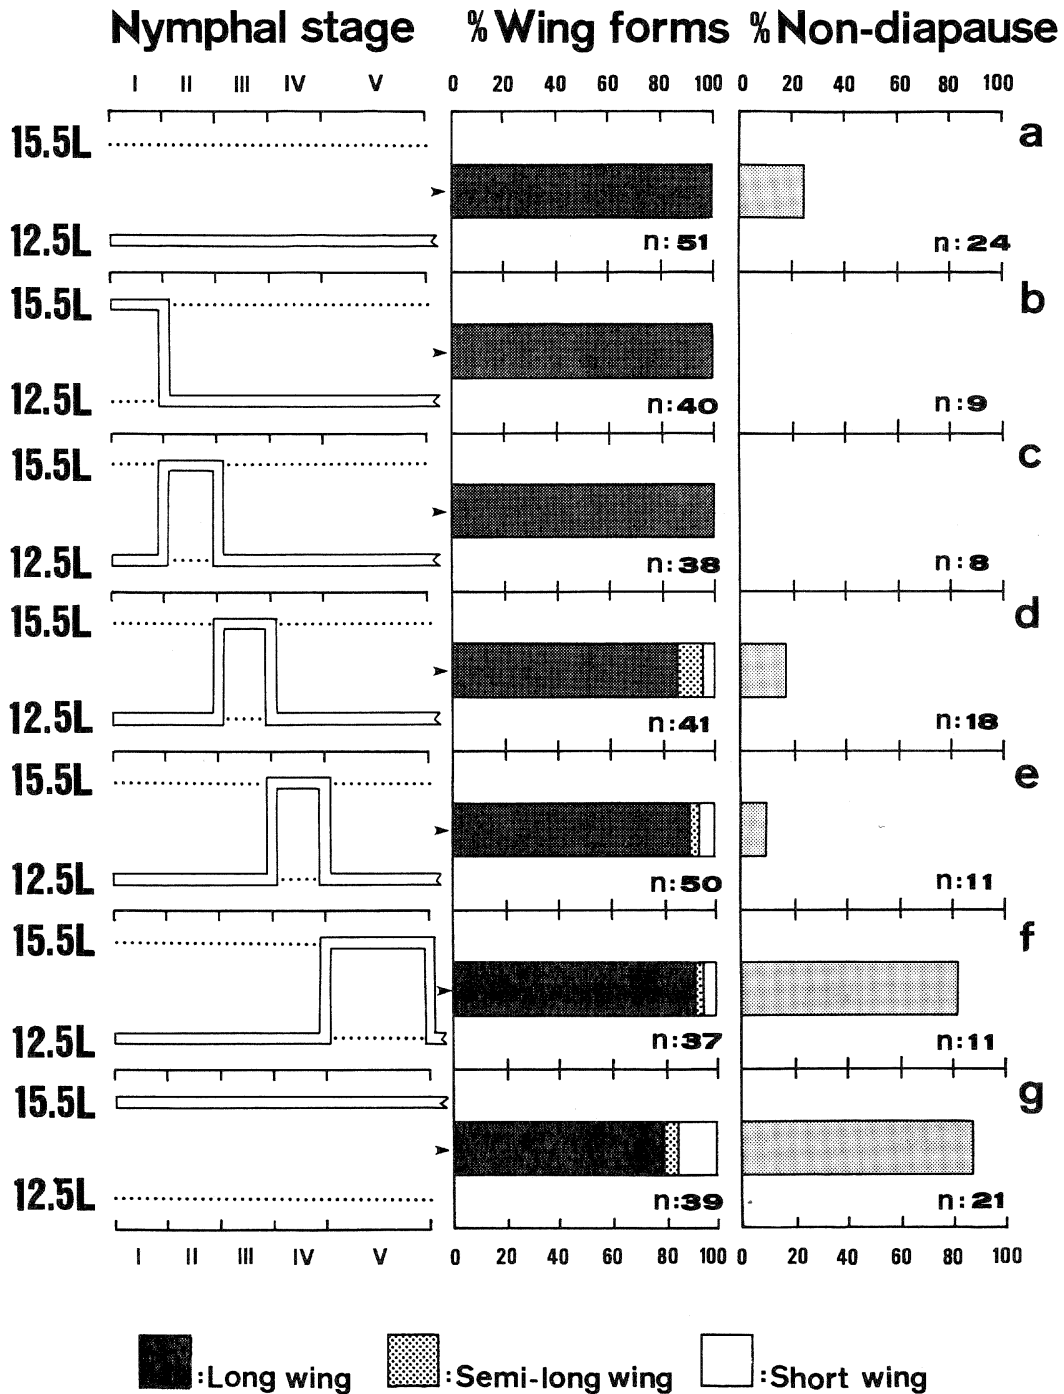 Nymphal stage % Wing forms % Non-diapause
I II III IV V 0 20 40 60 80 100 0 20 40 60 80 100
15.5L a
12.5L n:51 n:24
15.5L b
12.5L n:40 n:9
15.5L c
12.5L n:38 n:8
15.5L d
12.5L n:41 n:18
15.5L e
12.5L n:50 n:11
15.5L f
12.5L n:37 n:11
15.5L g
12.5L n:39 n:21
I II III IV V 0 20 40 60 80 100 0 20 40 60 80 100
:Long wing :Semi-long wing :Short wing